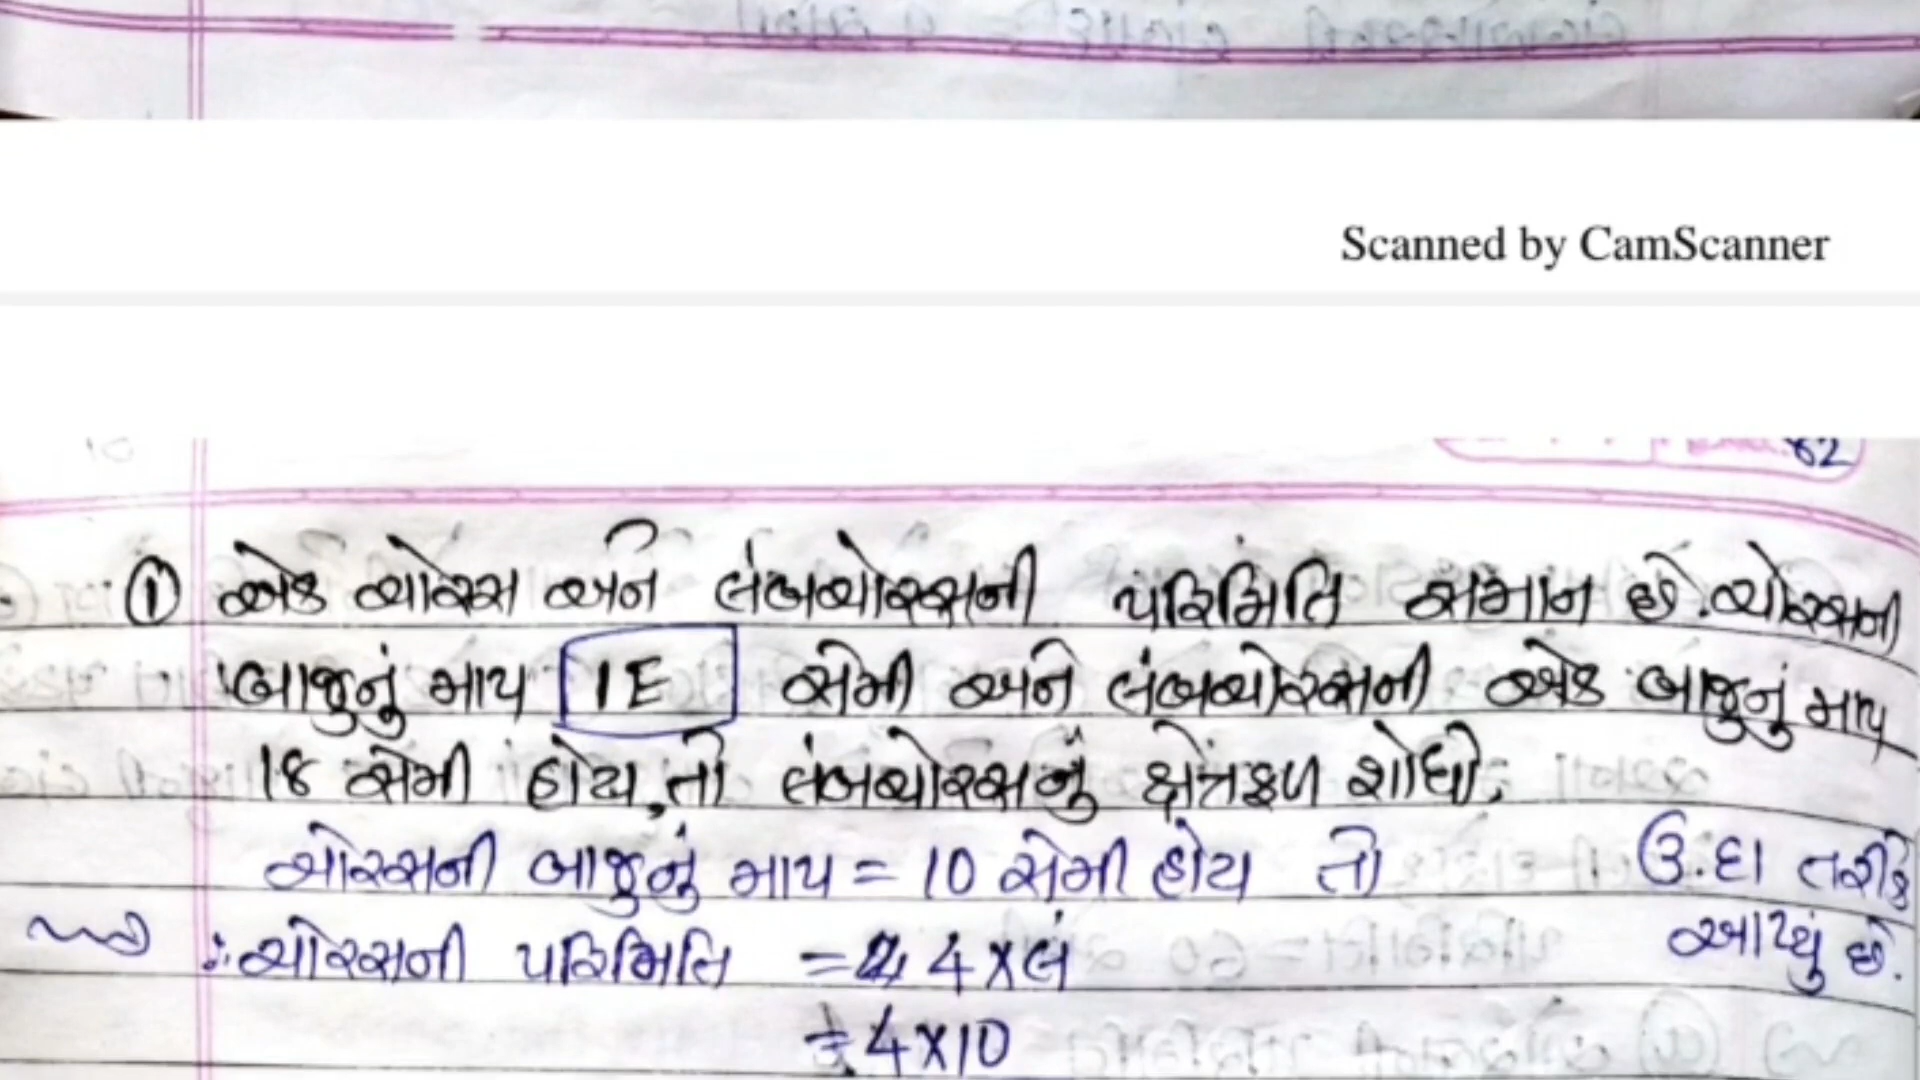 Scanned by CamScanner
62
① એક ચોરસ અને લંબચોરસની પરિમિતિ સમાન છે. ચોરસની
બાજુનું માપ 1E સેમી અને લંબચોરસની એક બાજુનું માપ
18 સેમી હોય, તો લંબચોરસનું ક્ષેત્રફળ શોધો.
ચોરસની બાજુનું માપ = 10 સેમી હોય તો ઉ.દા તરીકે
∴ ચોરસની પરિમિતિ = 4 X લં આપ્યું છે.
= 4 X 10